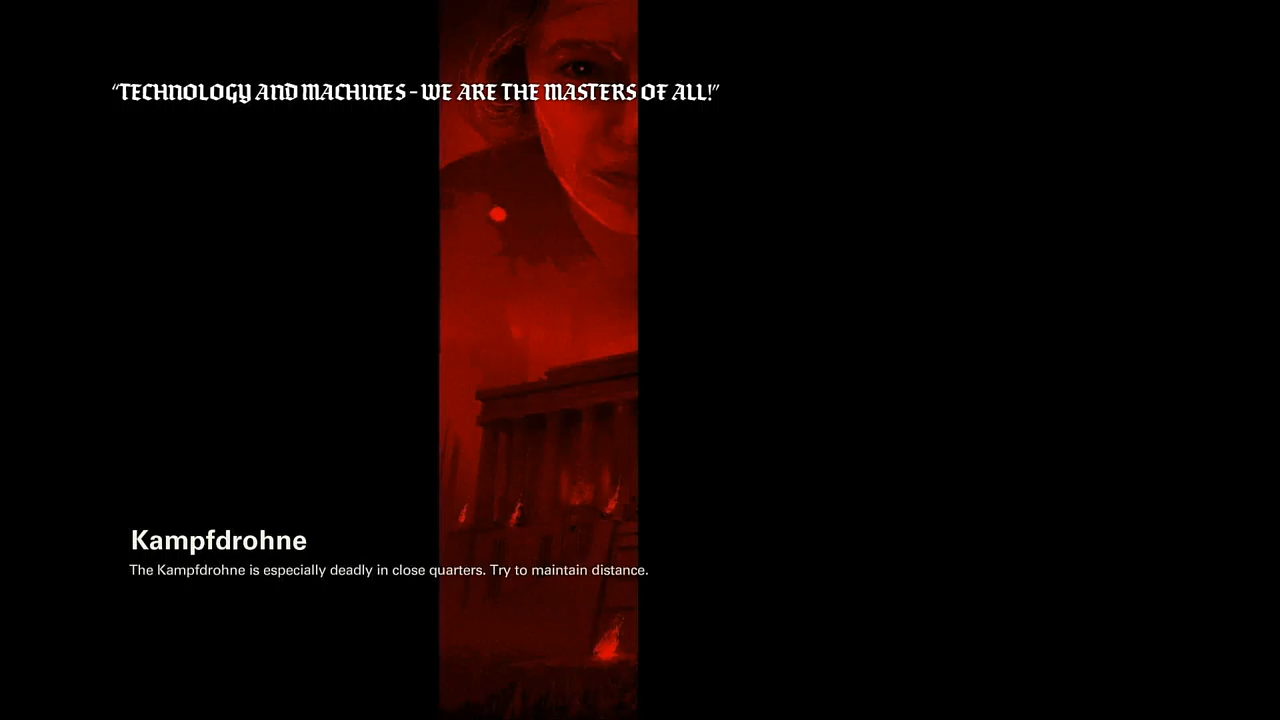 “TECHNOLOGY AND MACHINES - WE ARE THE MASTERS OF ALL!”
Kampfdrohne
The Kampfdrohne is especially deadly in close quarters. Try to maintain distance.